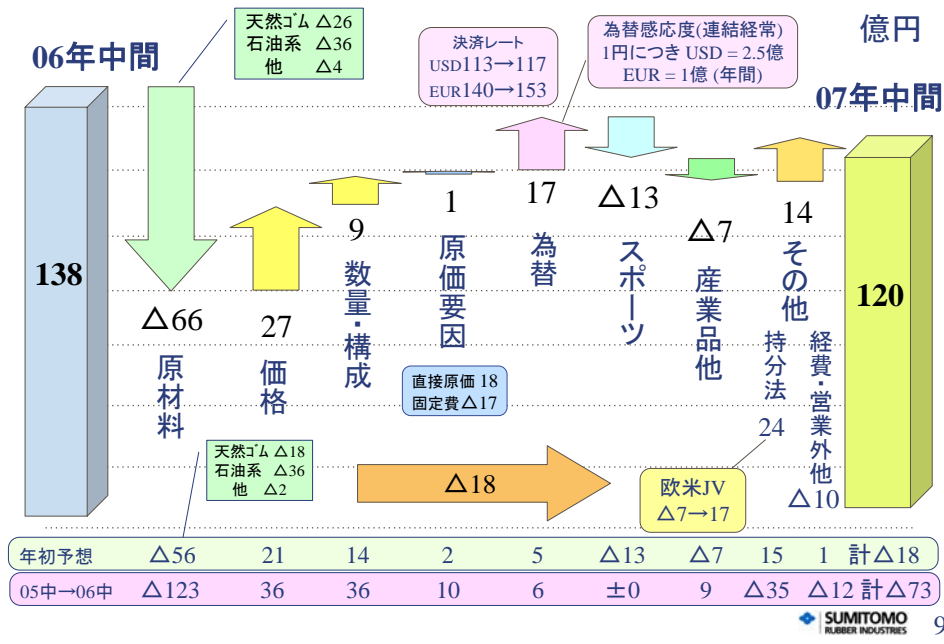 億円
06年中間
07年中間
天然ゴム △26
石油系 △36
他 △4
決済レート
USD113→117
EUR140→153
為替感応度(連結経常)
1円につき USD = 2.5億
EUR = 1億 (年間)
138
△66
原材料
27
価格
9
数量・構成
1
原価要因
17
為替
△13
スポーツ
△7
産業品他
14
その他
持分法
24
経費・営業外他
△10
120
直接原価 18
固定費△17
天然ゴム △18
石油系 △36
他 △2
△18
欧米JV
△7→17
年初予想 △56 21 14 2 5 △13 △7 15 1 計△18
05中→06中 △123 36 36 10 6 ±0 9 △35 △12 計△73
SUMITOMO
RUBBER INDUSTRIES
9